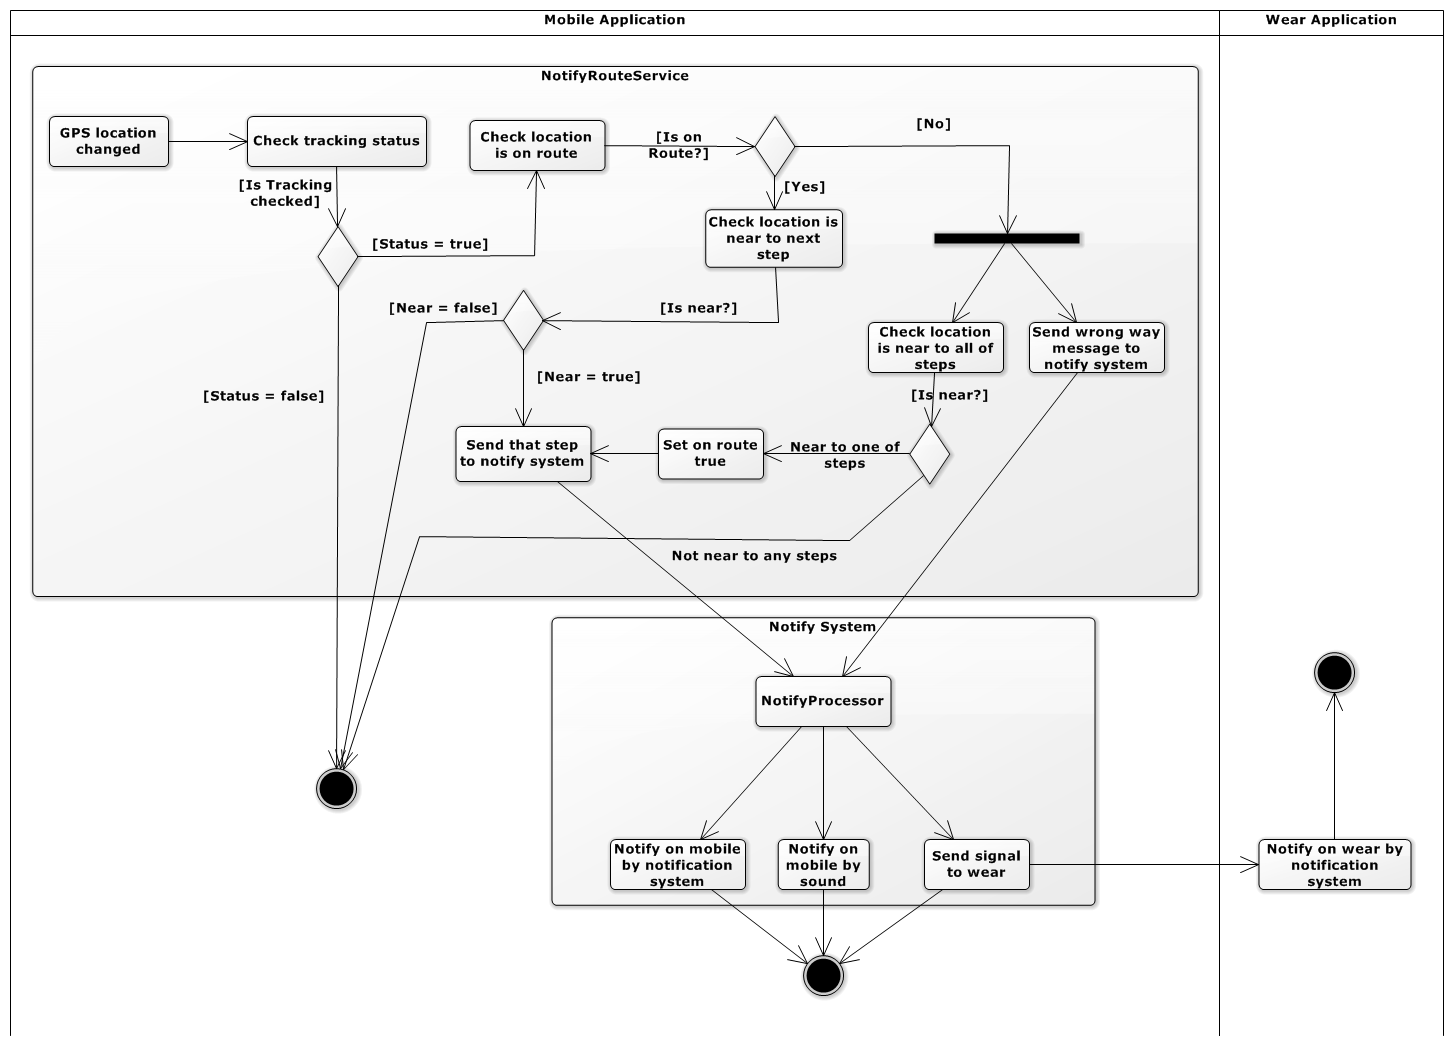 Mobile Application
Wear Application
NotifyRouteService
GPS location
changed
Check tracking status
Check location
is on route
[Is on
Route?]
[No]
[Is Tracking
checked]
[Yes]
[Status = true]
Check location is
near to next
step
[Near = false]
[Is near?]
Check location
is near to all of
steps
Send wrong way
message to
notify system
[Near = true]
[Status = false]
[Is near?]
Send that step
to notify system
Set on route
true
Near to one of
steps
Not near to any steps
Notify System
NotifyProcessor
Notify on mobile
by notification
system
Notify on
mobile by
sound
Send signal
to wear
Notify on wear by
notification
system